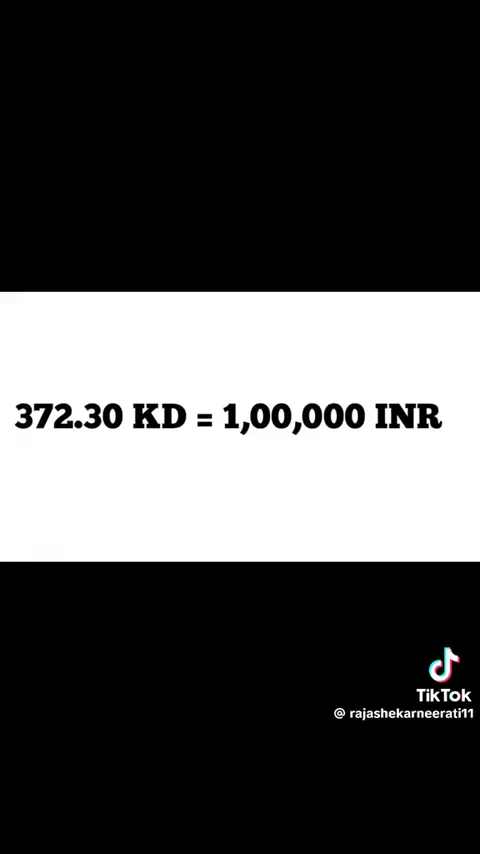 372.30 KD = 1,00,000 INR
TikTok
@ rajashekarneerati11